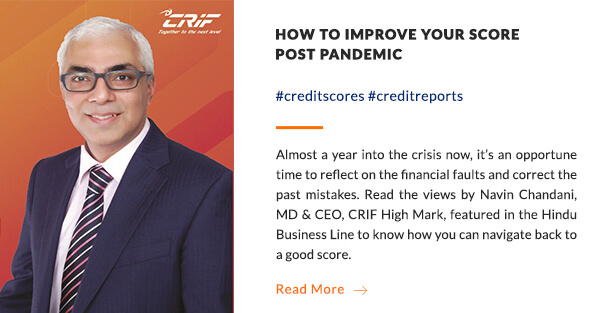 CRIF
Together to the next level
HOW TO IMPROVE YOUR SCORE
POST PANDEMIC
#creditscores #creditreports
Almost a year into the crisis now, it's an opportune
time to reflect on the financial faults and correct the
past mistakes. Read the views by Navin Chandani,
MD & CEO, CRIF High Mark, featured in the Hindu
Business Line to know how you can navigate back to
a good score.
Read More →